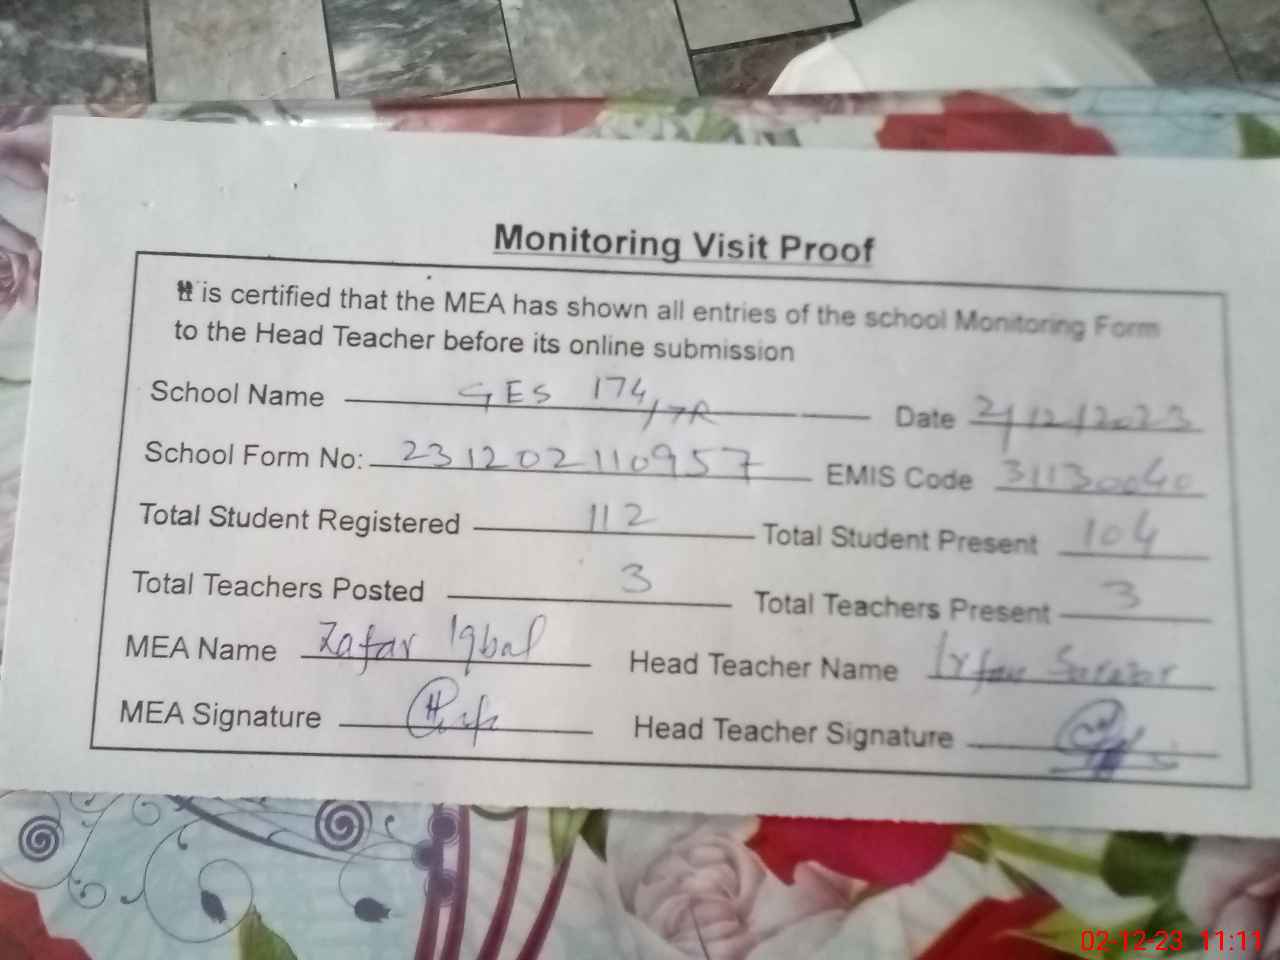 Monitoring Visit Proof
It is certified that the MEA has shown all entries of the school Monitoring Form
to the Head Teacher before its online submission
School Name GES 174/7R Date 2/12/2023
School Form No: 231202110957 EMIS Code 31130040
Total Student Registered 112 Total Student Present 104
Total Teachers Posted 3 Total Teachers Present 3
MEA Name Zafar Iqbal Head Teacher Name Irfan
MEA Signature Head Teacher Signature
02-12-23 11:11